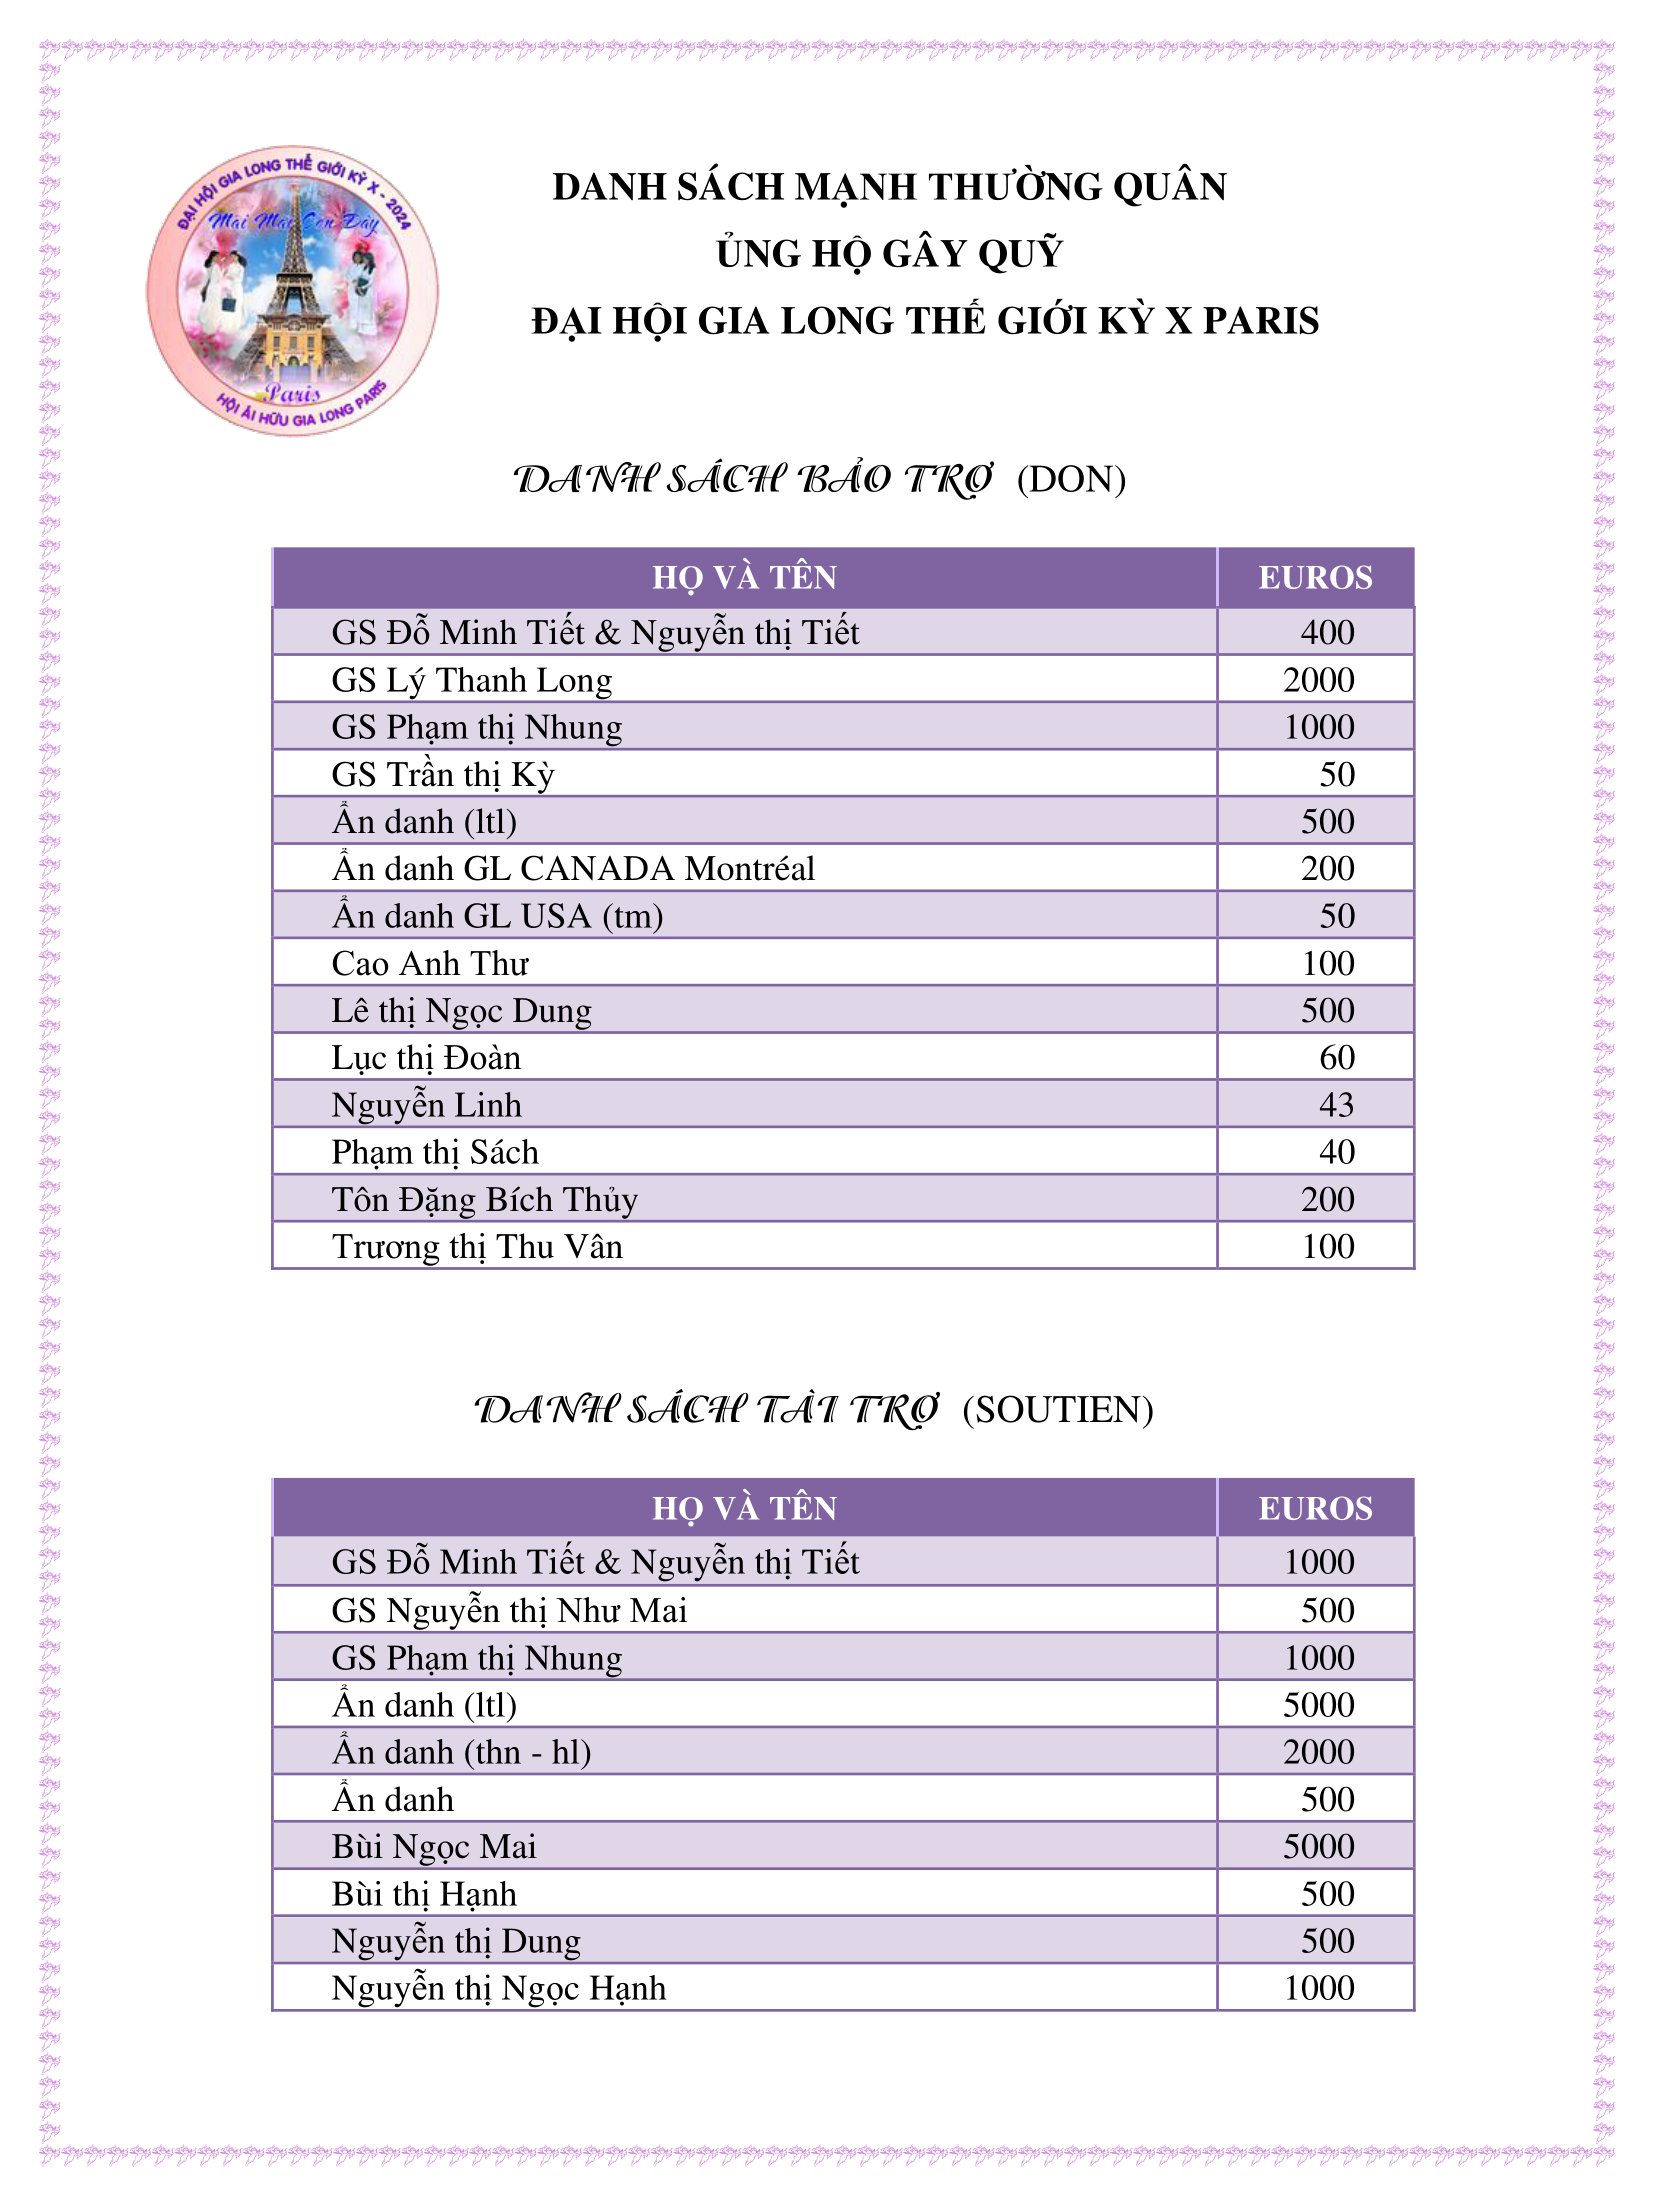 ĐẠI HỘI GIA LONG THẾ GIỚI KỲ X - 2024
Mãi Mãi Còn Đây
Paris
HỘI ÁI HỮU GIA LONG PARIS
DANH SÁCH MẠNH THƯỜNG QUÂN
ỦNG HỘ GÂY QUỸ
ĐẠI HỘI GIA LONG THẾ GIỚI KỲ X PARIS
DANH SÁCH BẢO TRỢ (DON)
HỌ VÀ TÊN EUROS
GS Đỗ Minh Tiết & Nguyễn thị Tiết 400
GS Lý Thanh Long 2000
GS Phạm thị Nhung 1000
GS Trần thị Kỳ 50
Ẩn danh (ltl) 500
Ẩn danh GL CANADA Montréal 200
Ẩn danh GL USA (tm) 50
Cao Anh Thư 100
Lê thị Ngọc Dung 500
Lục thị Đoàn 60
Nguyễn Linh 43
Phạm thị Sách 40
Tôn Đặng Bích Thủy 200
Trương thị Thu Vân 100
DANH SÁCH TÀI TRỢ (SOUTIEN)
HỌ VÀ TÊN EUROS
GS Đỗ Minh Tiết & Nguyễn thị Tiết 1000
GS Nguyễn thị Như Mai 500
GS Phạm thị Nhung 1000
Ẩn danh (ltl) 5000
Ẩn danh (thn - hl) 2000
Ẩn danh 500
Bùi Ngọc Mai 5000
Bùi thị Hạnh 500
Nguyễn thị Dung 500
Nguyễn thị Ngọc Hạnh 1000